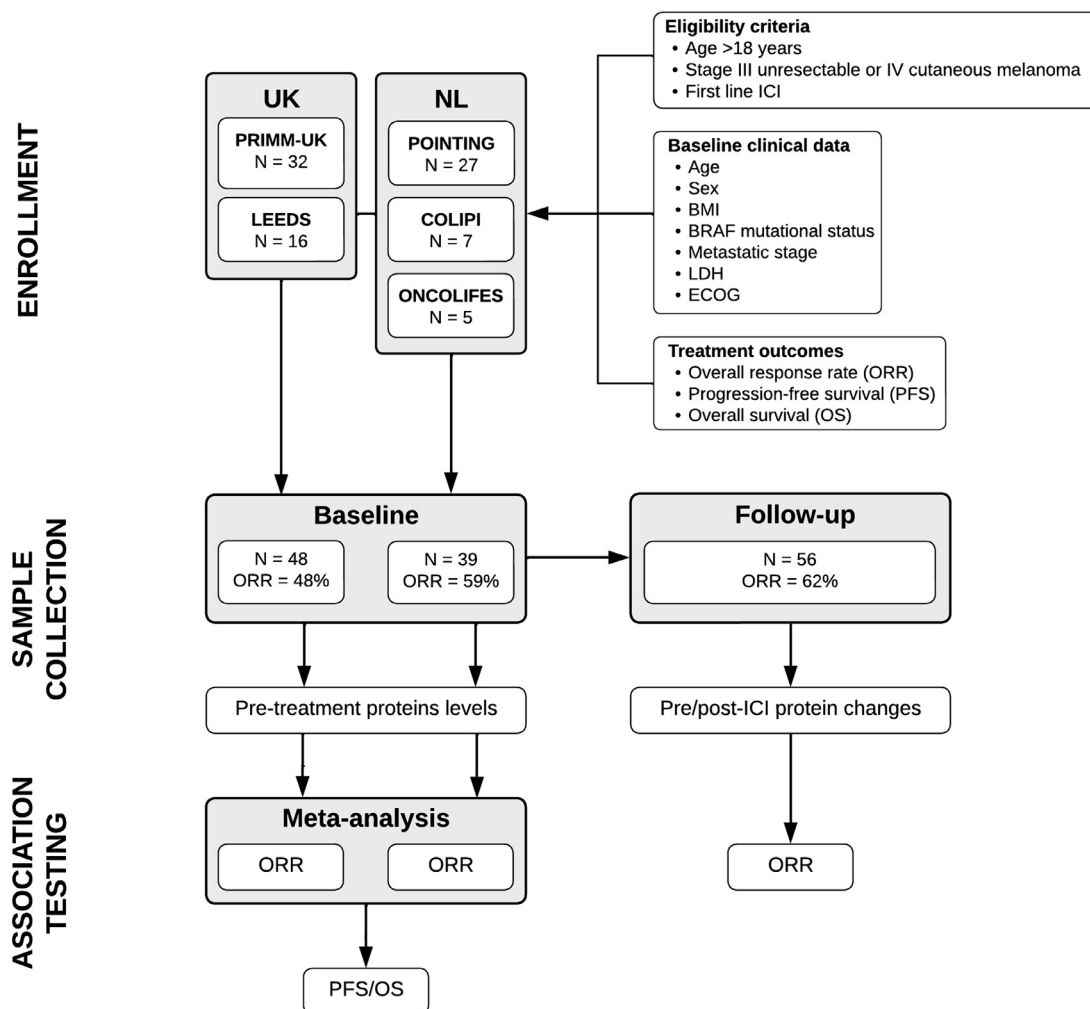 ENROLLMENT
UK
PRIMM-UK
N = 32
LEEDS
N = 16
NL
POINTING
N = 27
COLIPI
N = 7
ONCOLIFES
N = 5
Eligibility criteria
• Age >18 years
• Stage III unresectable or IV cutaneous melanoma
• First line ICI
Baseline clinical data
• Age
• Sex
• BMI
• BRAF mutational status
• Metastatic stage
• LDH
• ECOG
Treatment outcomes
• Overall response rate (ORR)
• Progression-free survival (PFS)
• Overall survival (OS)
SAMPLE
COLLECTION
Baseline
N = 48
ORR = 48%
N = 39
ORR = 59%
Follow-up
N = 56
ORR = 62%
Pre-treatment proteins levels
Pre/post-ICI protein changes
ASSOCIATION
TESTING
Meta-analysis
ORR
ORR
ORR
PFS/OS